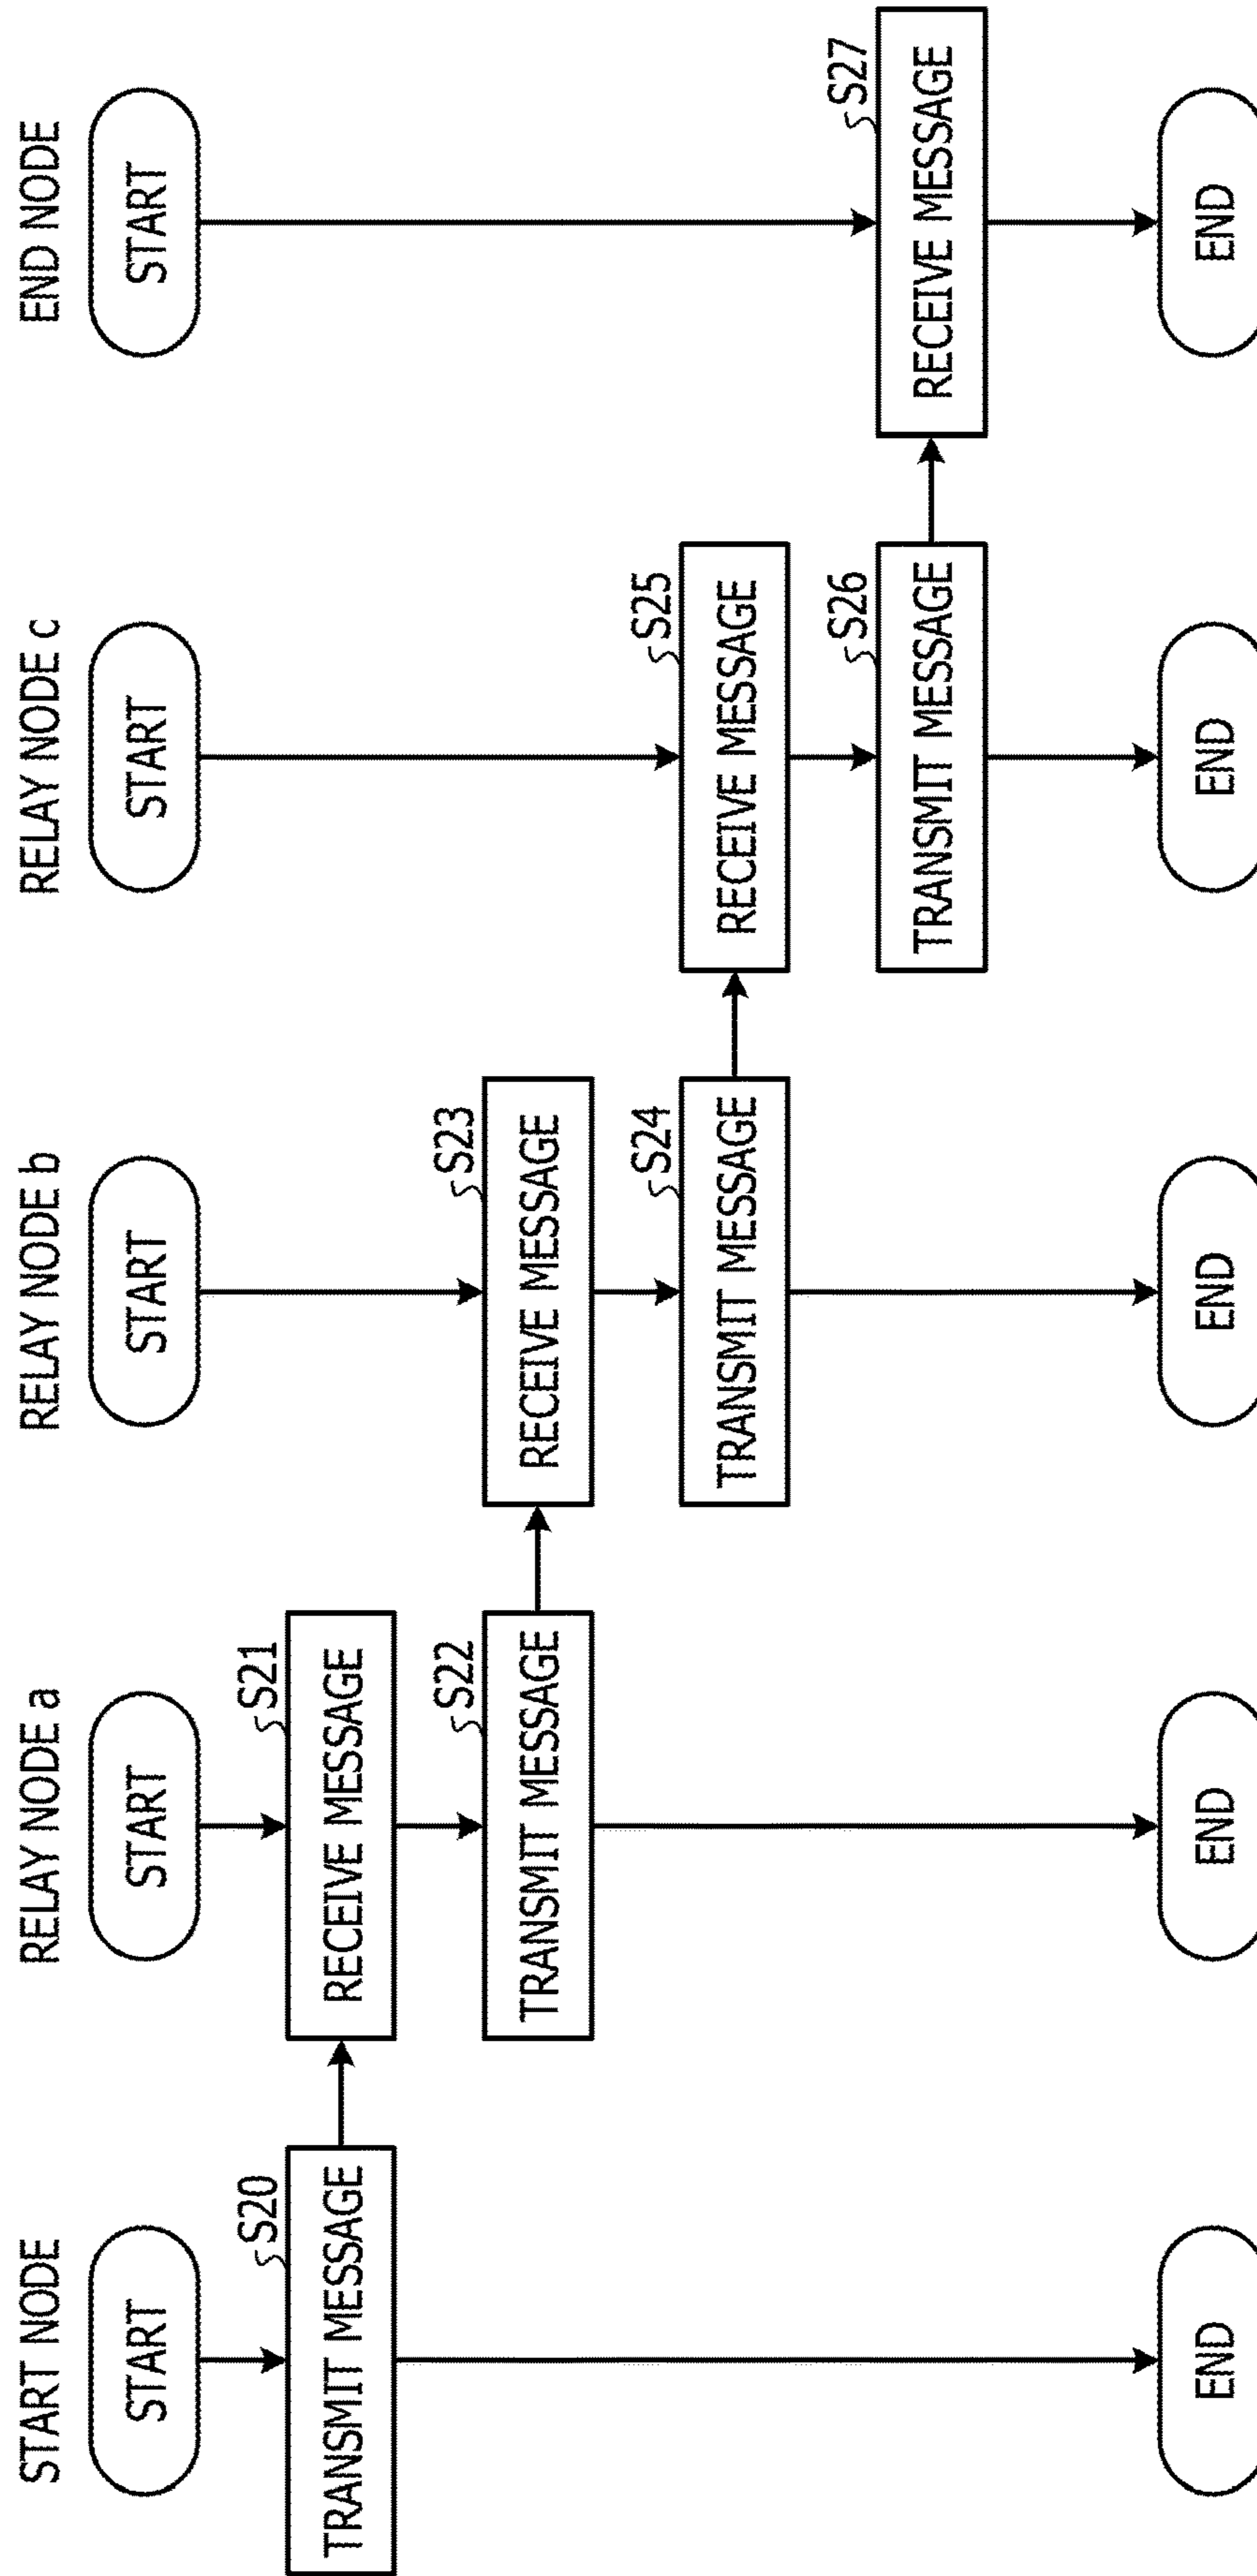 START NODE
RELAY NODE a
RELAY NODE b
RELAY NODE c
END NODE
START
START
START
START
START
S20
TRANSMIT MESSAGE
S21
RECEIVE MESSAGE
S22
TRANSMIT MESSAGE
S23
RECEIVE MESSAGE
S24
TRANSMIT MESSAGE
S25
RECEIVE MESSAGE
S26
TRANSMIT MESSAGE
S27
RECEIVE MESSAGE
END
END
END
END
END